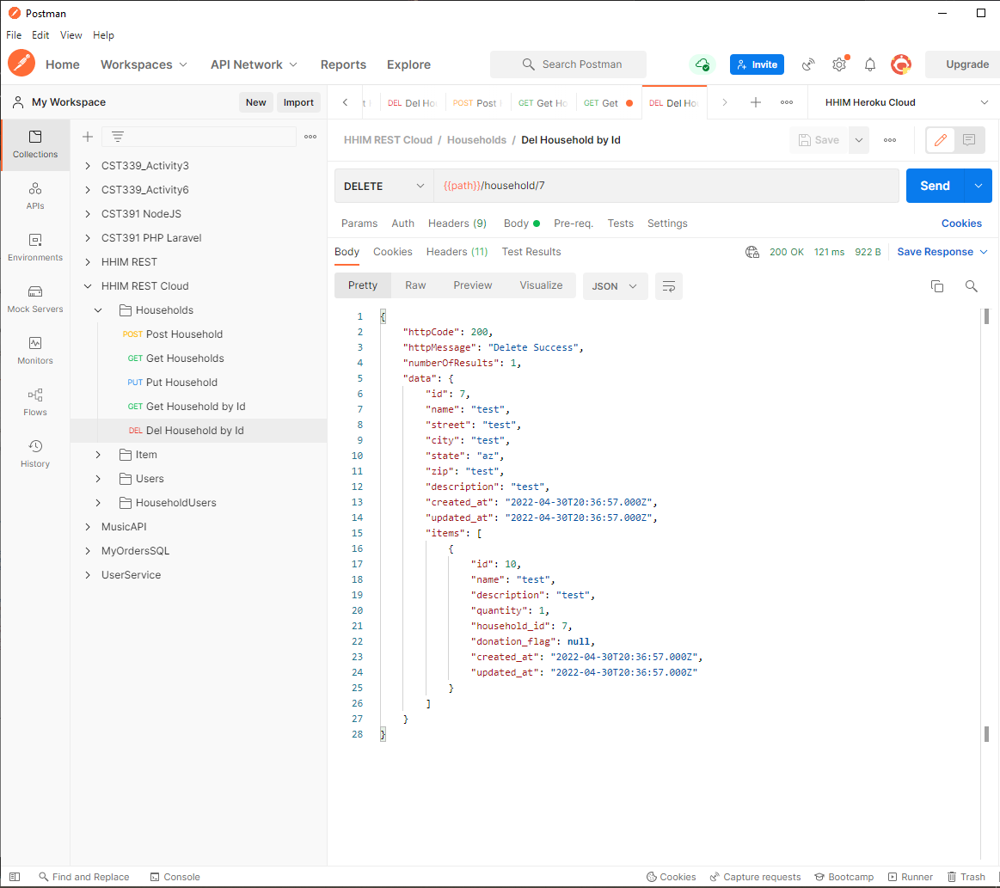 Postman
File Edit View Help
Home Workspaces API Network Reports Explore Search Postman Invite Upgrade
My Workspace New Import
DEL Del Ho POST Post GET Get Ho GET Get DEL Del Ho HHIM Heroku Cloud
HHIM REST Cloud / Households / Del Household by Id Save
DELETE {{path}}/household/7 Send
Params Auth Headers (9) Body Pre-req. Tests Settings Cookies
Body Cookies Headers (11) Test Results 200 OK 121 ms 922 B Save Response
Pretty Raw Preview Visualize JSON
Collections
APIs
Environments
Mock Servers
Monitors
Flows
History
CST339_Activity3
CST339_Activity6
CST391 NodeJS
CST391 PHP Laravel
HHIM REST
HHIM REST Cloud
Households
POST Post Household
GET Get Households
PUT Put Household
GET Get Household by Id
DEL Del Household by Id
Item
Users
HouseholdUsers
MusicAPI
MyOrdersSQL
UserService
1 {
2 "httpCode": 200,
3 "httpMessage": "Delete Success",
4 "numberOfResults": 1,
5 "data": {
6 "id": 7,
7 "name": "test",
8 "street": "test",
9 "city": "test",
10 "state": "az",
11 "zip": "test",
12 "description": "test",
13 "created_at": "2022-04-30T20:36:57.000Z",
14 "updated_at": "2022-04-30T20:36:57.000Z",
15 "items": [
16 {
17 "id": 10,
18 "name": "test",
19 "description": "test",
20 "quantity": 1,
21 "household_id": 7,
22 "donation_flag": null,
23 "created_at": "2022-04-30T20:36:57.000Z",
24 "updated_at": "2022-04-30T20:36:57.000Z"
25 }
26 ]
27 }
28 }
Find and Replace Console Cookies Capture requests Bootcamp Runner Trash